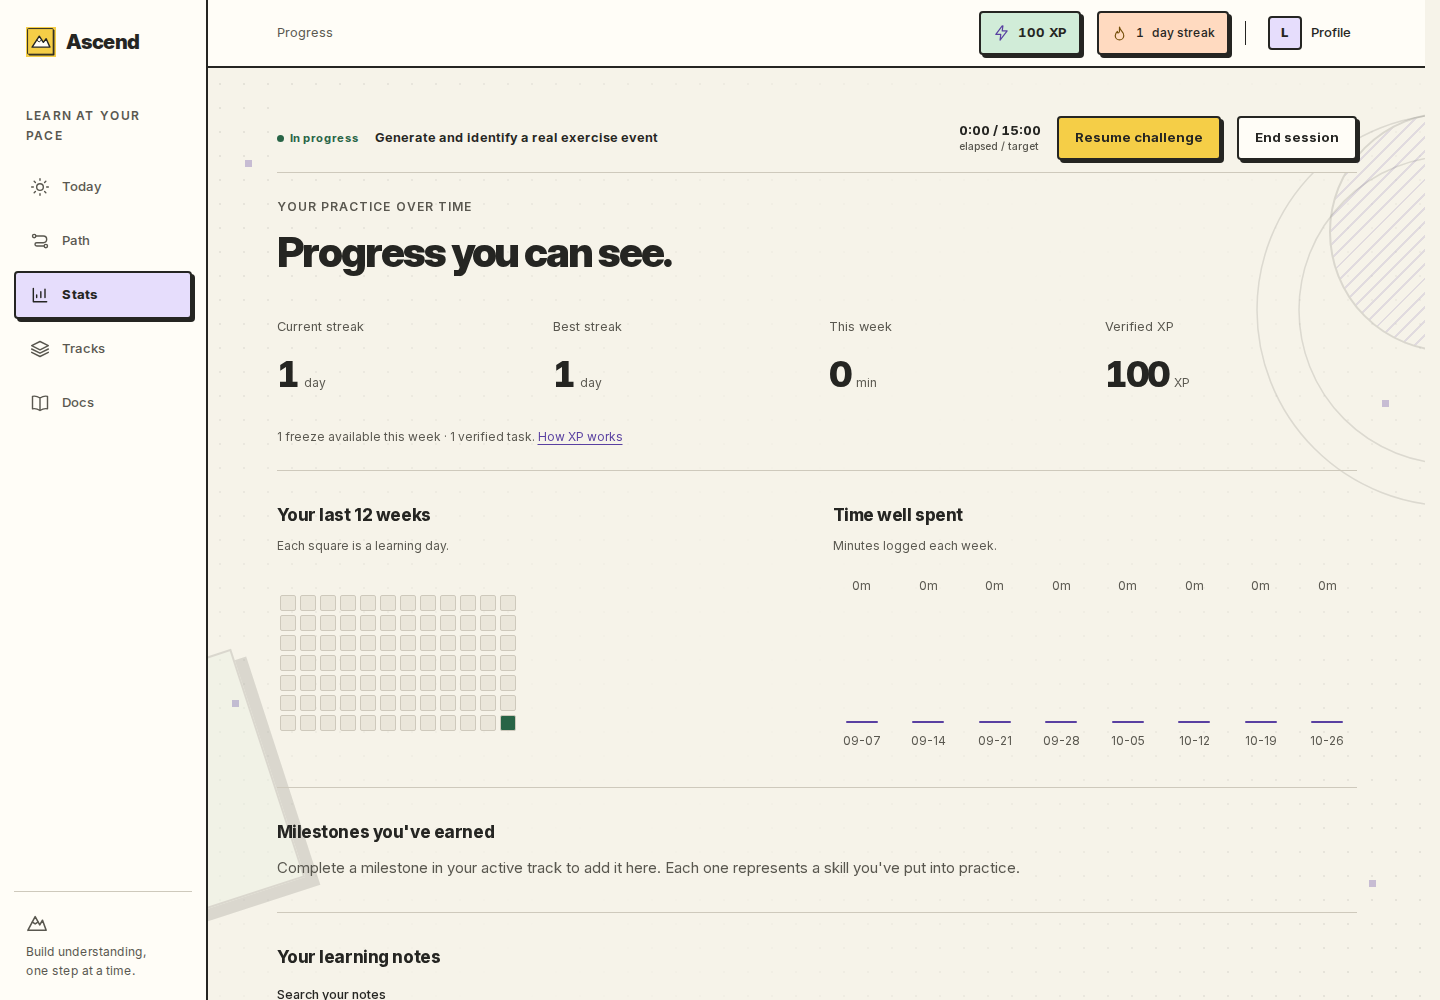 Ascend
LEARN AT YOUR
PACE
Today
Path
Stats
Tracks
Docs
Build understanding,
one step at a time.
Progress
100 XP
1 day streak
L
Profile
In progress
Generate and identify a real exercise event
0:00 / 15:00
elapsed / target
Resume challenge
End session
YOUR PRACTICE OVER TIME
Progress you can see.
Current streak
1 day
Best streak
1 day
This week
0 min
Verified XP
100 XP
1 freeze available this week · 1 verified task. How XP works
Your last 12 weeks
Each square is a learning day.
Time well spent
Minutes logged each week.
0m 0m 0m 0m 0m 0m 0m 0m
09-07 09-14 09-21 09-28 10-05 10-12 10-19 10-26
Milestones you've earned
Complete a milestone in your active track to add it here. Each one represents a skill you've put into practice.
Your learning notes
Search your notes